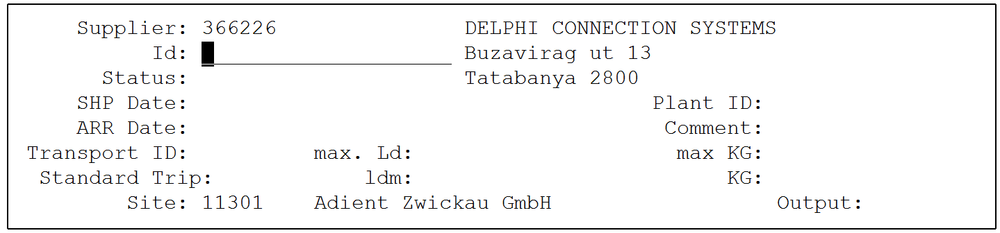 Supplier: 366226 DELPHI CONNECTION SYSTEMS
Id: Buzavirag ut 13
Status: Tatabanya 2800
SHP Date: Plant ID:
ARR Date: Comment:
Transport ID: max. Ld: max KG:
Standard Trip: ldm: KG:
Site: 11301 Adient Zwickau GmbH Output: